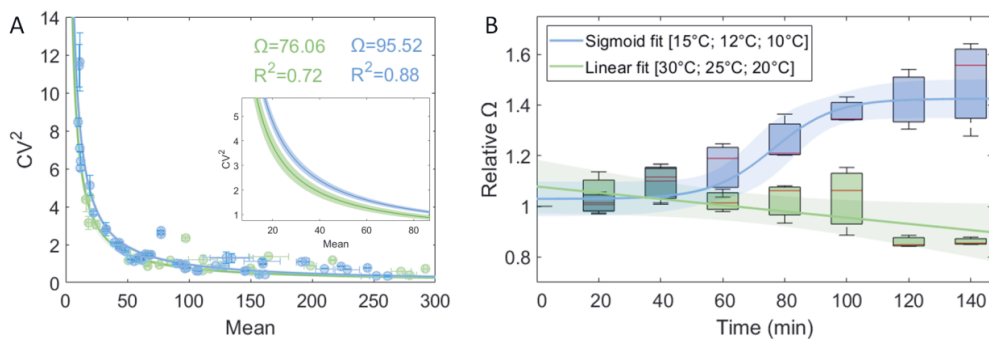 A
14
12
10
8
6
4
2
0
CV²
0 50 100 150 200 250 300
Mean
Ω=76.06 Ω=95.52
R²=0.72 R²=0.88
5
4
3
2
1
CV²
20 40 60 80
Mean
B
1.6
1.4
1.2
1.0
0.8
Relative Ω
Sigmoid fit [15°C; 12°C; 10°C]
Linear fit [30°C; 25°C; 20°C]
0 20 40 60 80 100 120 140
Time (min)